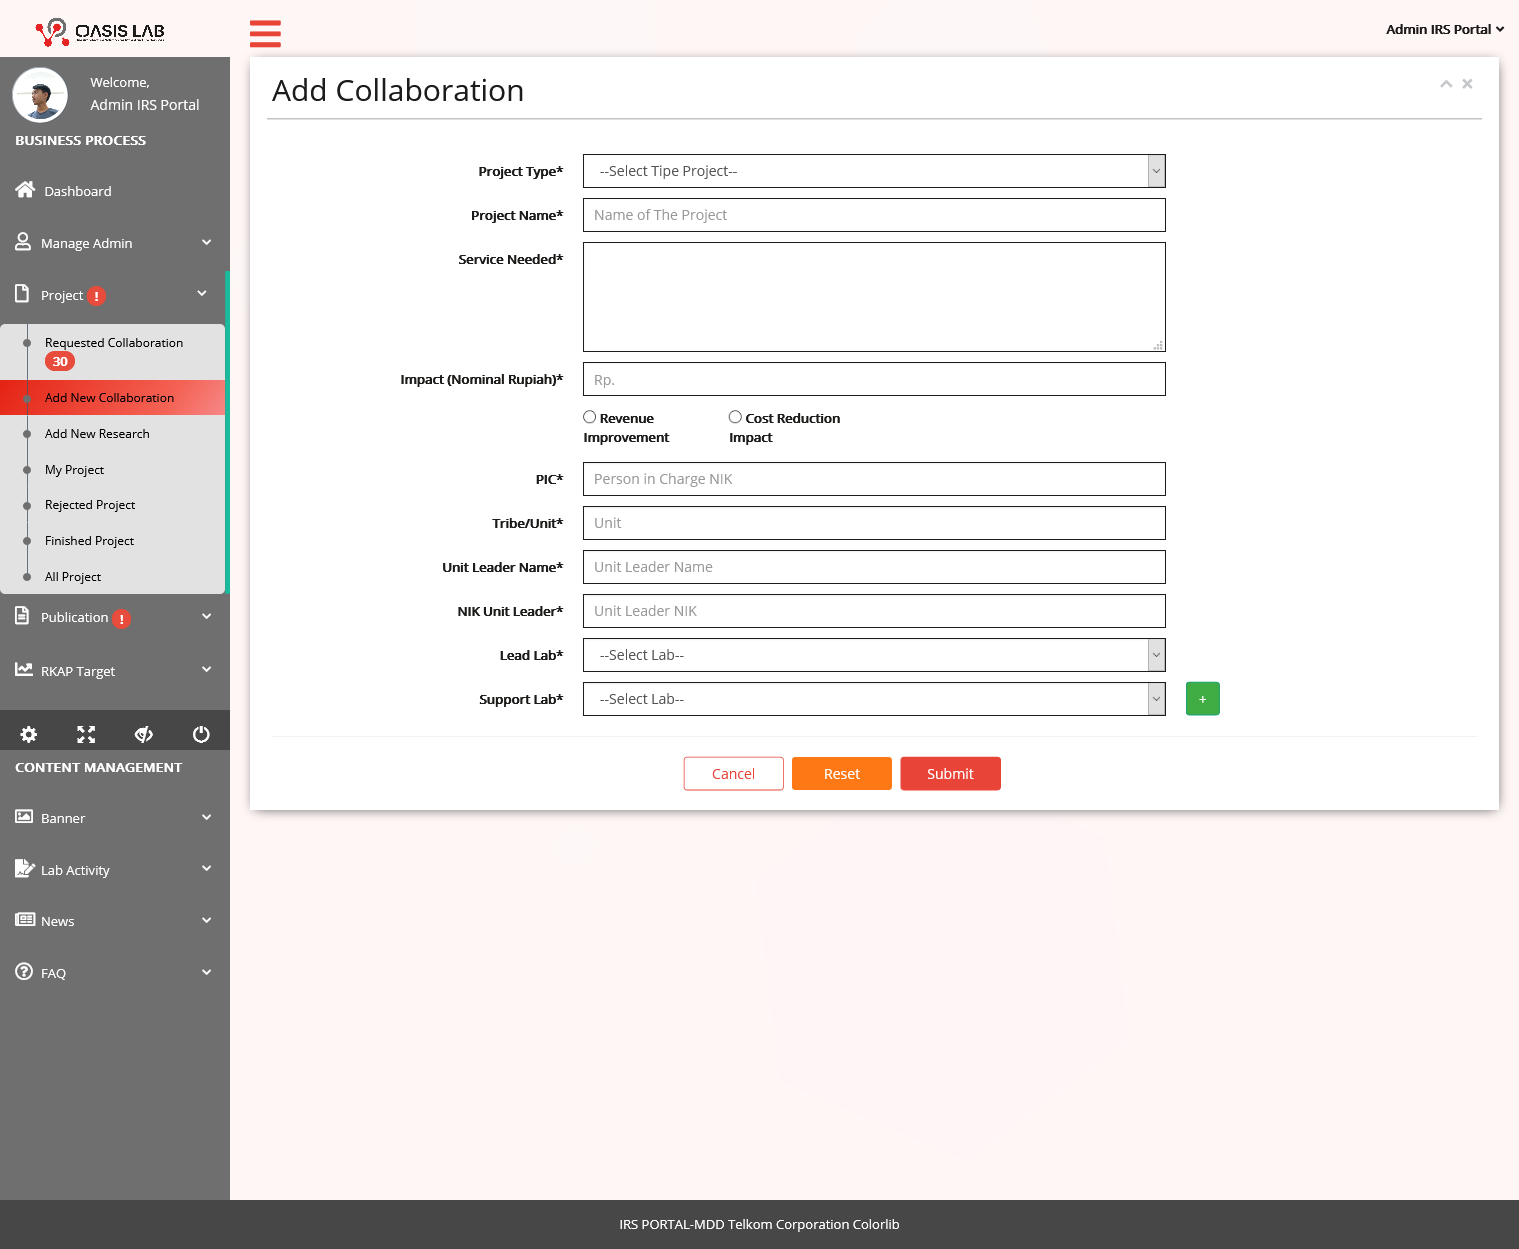 OASIS LAB
Admin IRS Portal
Welcome,
Admin IRS Portal
BUSINESS PROCESS
Dashboard
Manage Admin
Project !
Requested Collaboration
30
Add New Collaboration
Add New Research
My Project
Rejected Project
Finished Project
All Project
Publication !
RKAP Target
CONTENT MANAGEMENT
Banner
Lab Activity
News
FAQ
Add Collaboration
Project Type* --Select Tipe Project--
Project Name* Name of The Project
Service Needed*
Impact (Nominal Rupiah)* Rp.
Revenue Improvement
Cost Reduction Impact
PIC* Person in Charge NIK
Tribe/Unit* Unit
Unit Leader Name* Unit Leader Name
NIK Unit Leader* Unit Leader NIK
Lead Lab* --Select Lab--
Support Lab* --Select Lab-- +
Cancel Reset Submit
IRS PORTAL-MDD Telkom Corporation Colorlib